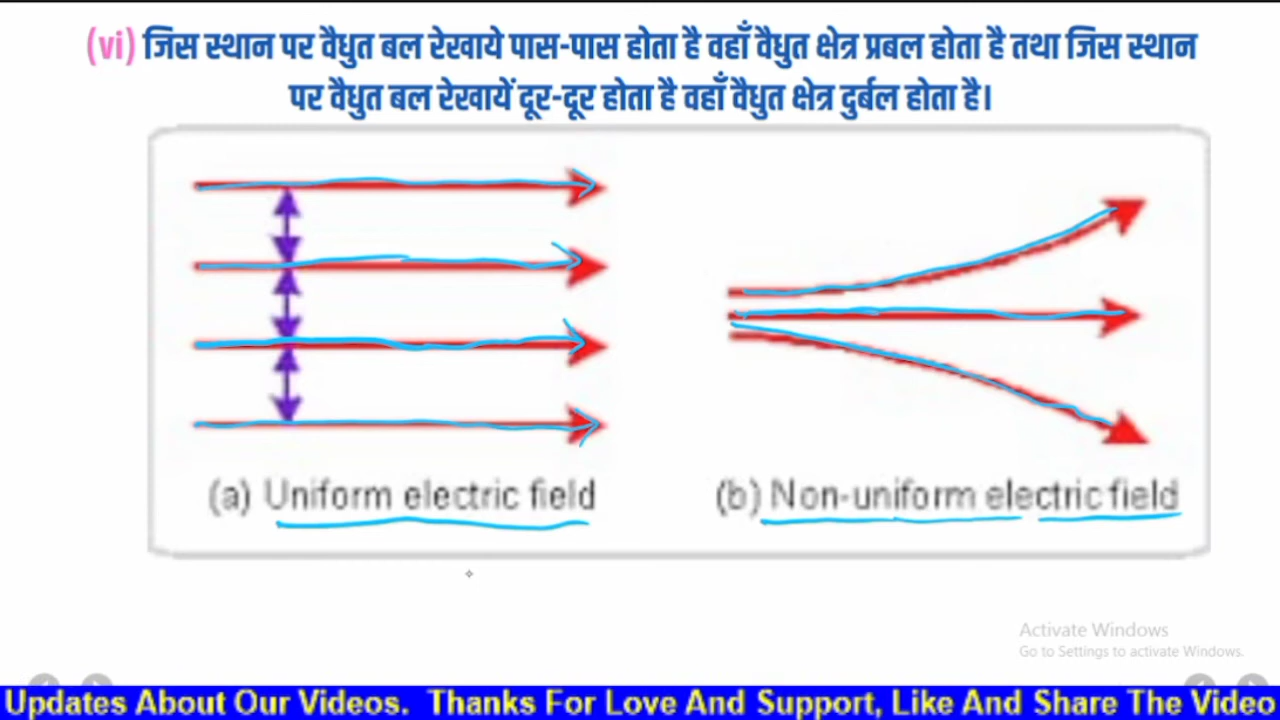 (vi) जिस स्थान पर वैधुत बल रेखाये पास-पास होता है वहाँ वैधुत क्षेत्र प्रबल होता है तथा जिस स्थान
पर वैधुत बल रेखायें दूर-दूर होता है वहाँ वैधुत क्षेत्र दुर्बल होता है।
(a) Uniform electric field
(b) Non-uniform electric field
Activate Windows
Go to Settings to activate Windows.
Updates About Our Videos. Thanks For Love And Support, Like And Share The Video